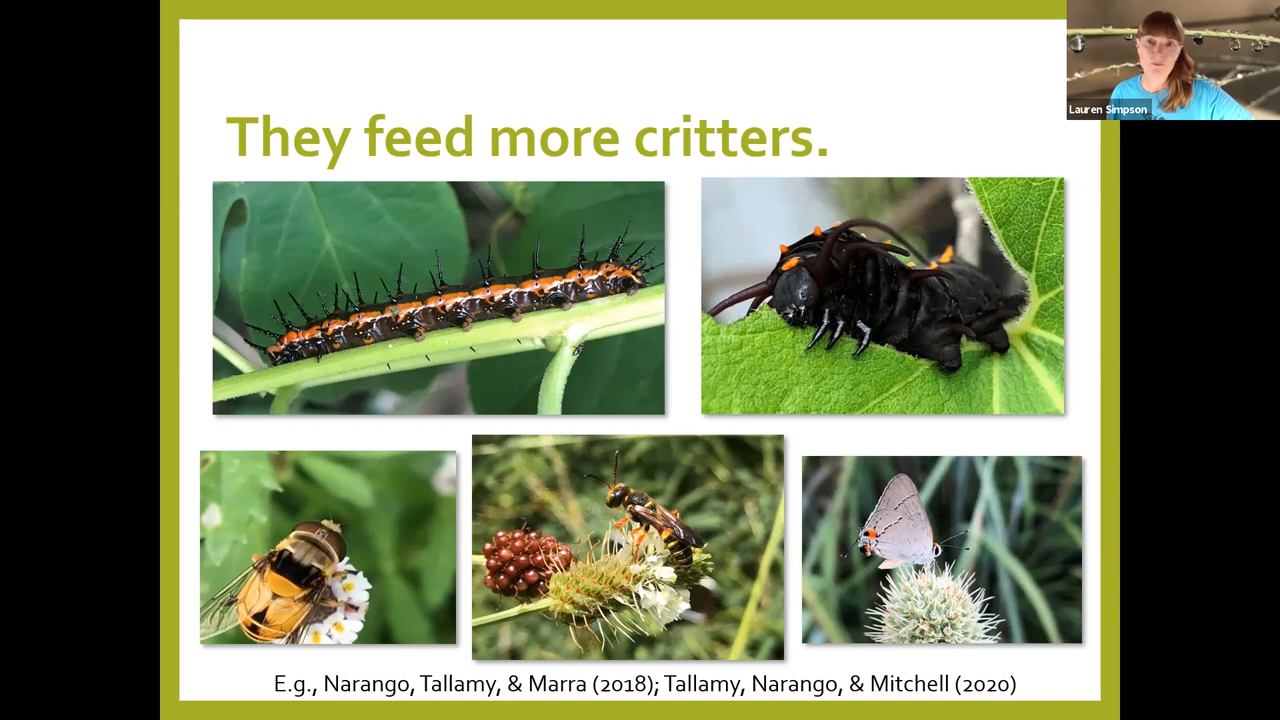 Lauren Simpson
They feed more critters.
E.g., Narango, Tallamy, & Marra (2018); Tallamy, Narango, & Mitchell (2020)